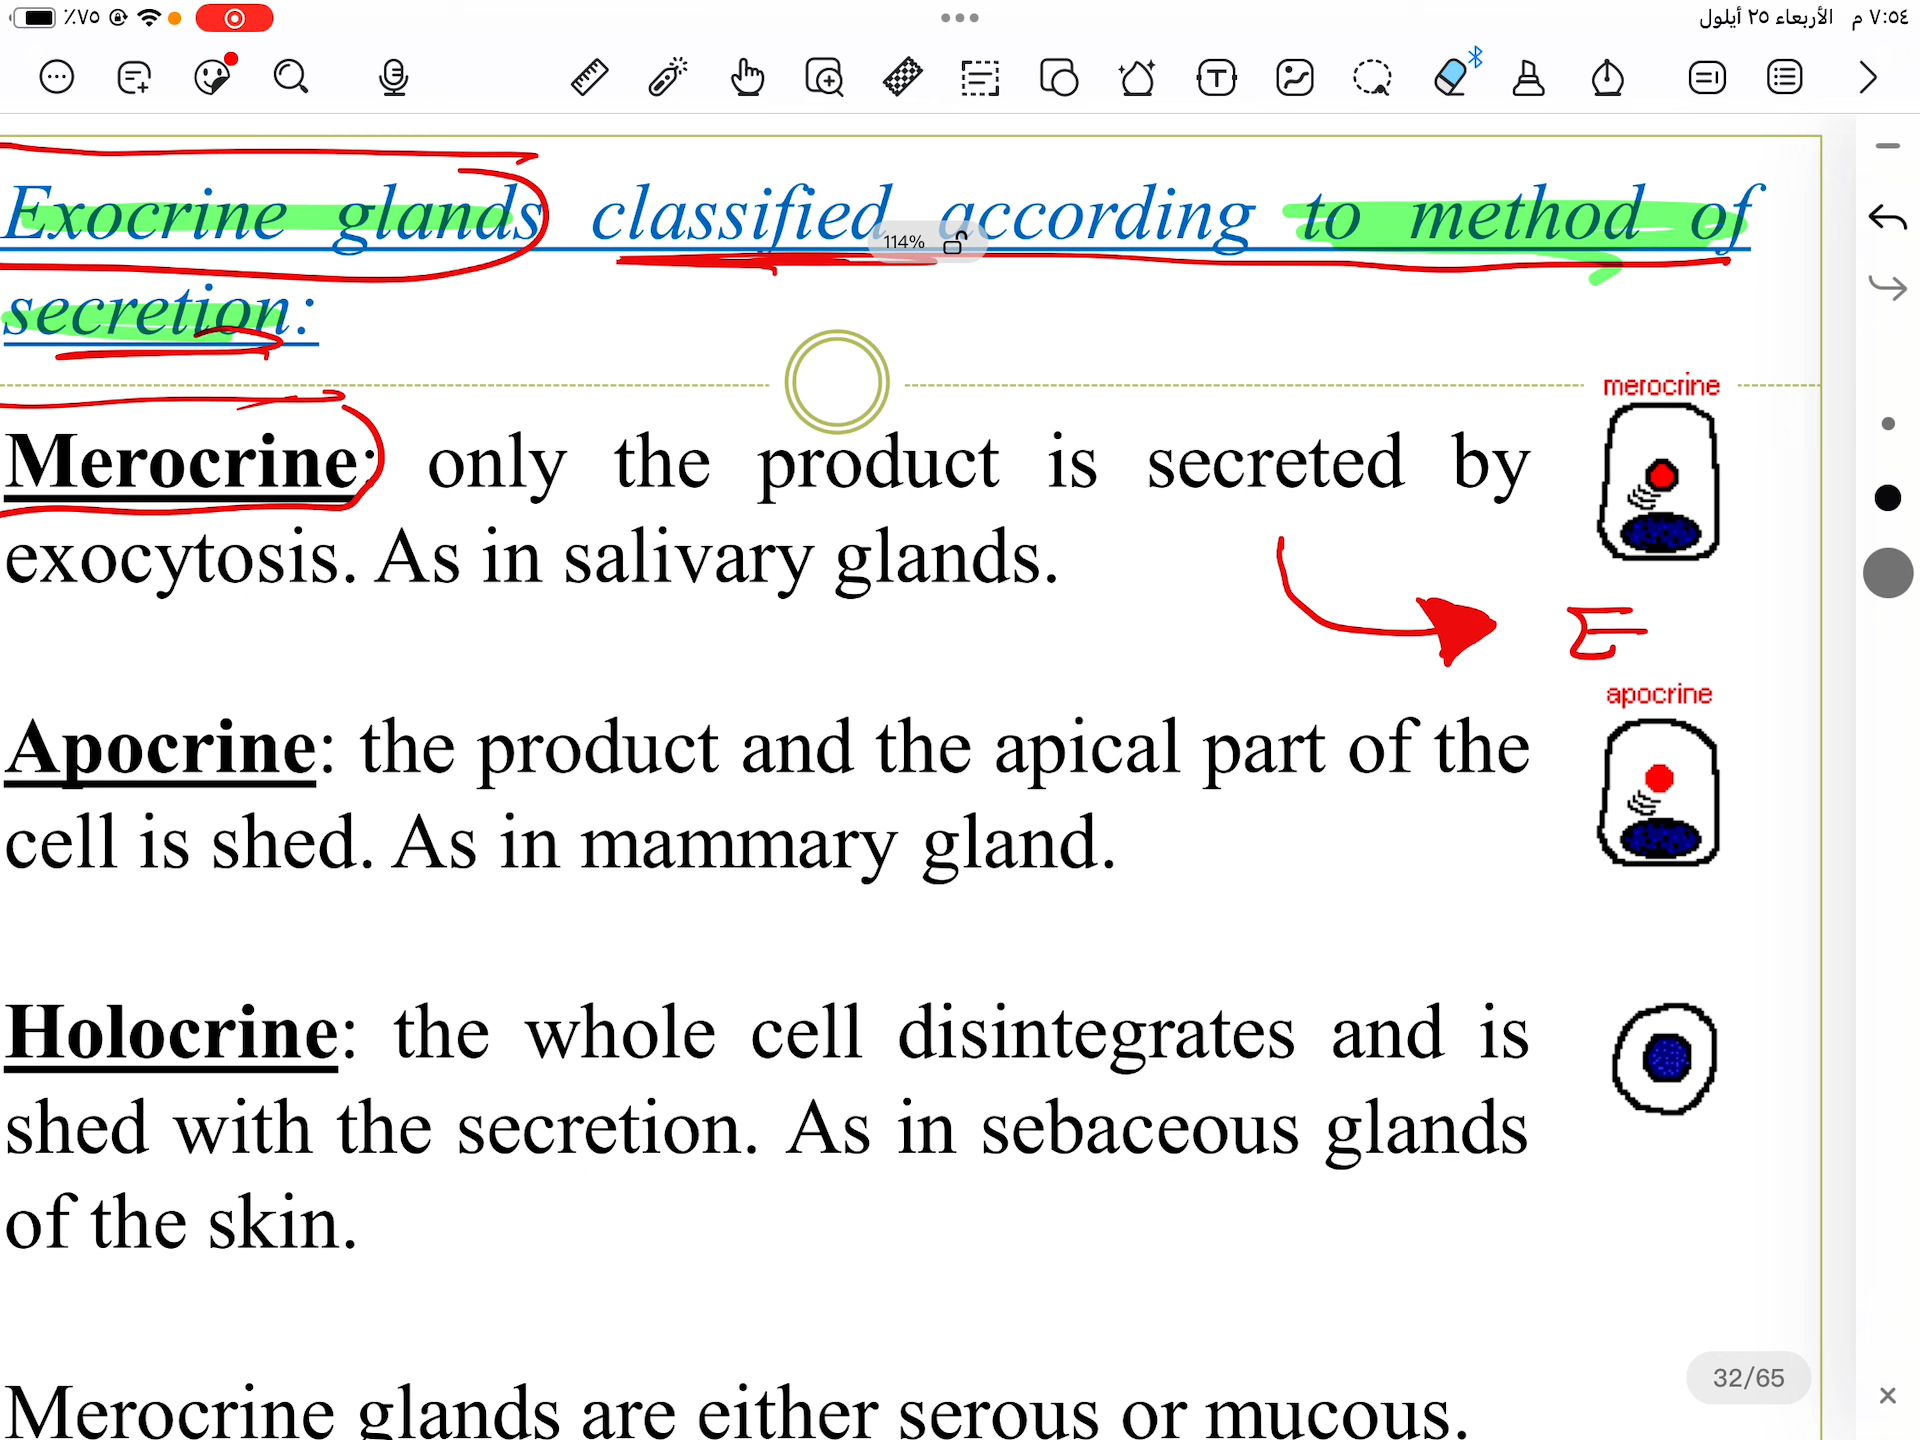 ٪٧٥
الأربعاء ٢٥ أيلول ٧:٥٤ م
Exocrine glands classified according to method of
114%
secretion:
merocrine
Merocrine: only the product is secreted by
exocytosis. As in salivary glands.
E
apocrine
Apocrine: the product and the apical part of the
cell is shed. As in mammary gland.
Holocrine: the whole cell disintegrates and is
shed with the secretion. As in sebaceous glands
of the skin.
32/65
Merocrine glands are either serous or mucous.